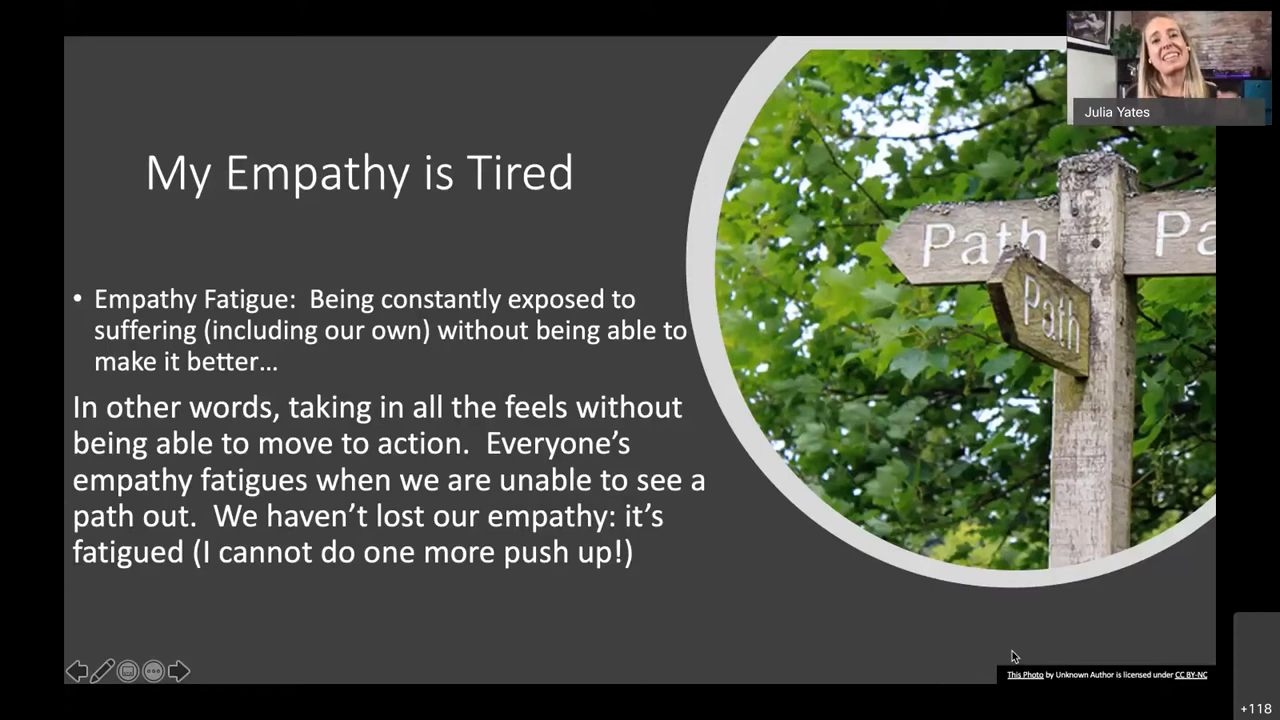 Julia Yates
My Empathy is Tired
• Empathy Fatigue:  Being constantly exposed to
suffering (including our own) without being able to
make it better…
In other words, taking in all the feels without
being able to move to action.  Everyone’s
empathy fatigues when we are unable to see a
path out.  We haven’t lost our empathy: it’s
fatigued (I cannot do one more push up!)
Path
Pa
Path
This Photo by Unknown Author is licensed under CC BY-NC
+118